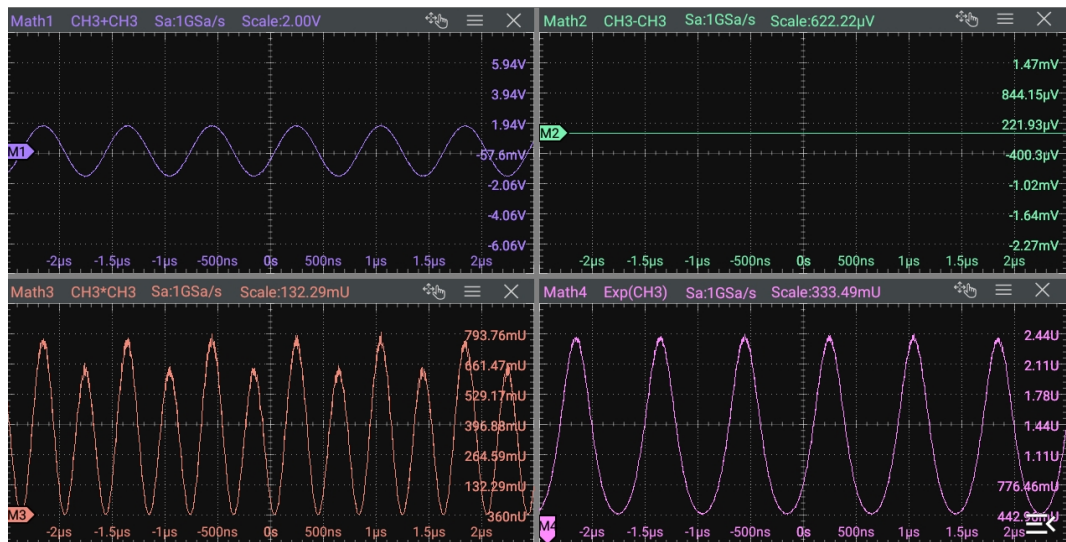 Math1 CH3+CH3 Sa:1GSa/s Scale:2.00V
5.94V
3.94V
1.94V
M1
-57.6mV
-2.06V
-4.06V
-6.06V
-2μs -1.5μs -1μs -500ns 0s 500ns 1μs 1.5μs 2μs
Math2 CH3-CH3 Sa:1GSa/s Scale:622.22μV
1.47mV
844.15μV
221.93μV
M2
-400.3μV
-1.02mV
-1.64mV
-2.27mV
-2μs -1.5μs -1μs -500ns 0s 500ns 1μs 1.5μs 2μs
Math3 CH3*CH3 Sa:1GSa/s Scale:132.29mU
793.76mU
661.47mU
529.17mU
396.88mU
264.59mU
132.29mU
M3
360nU
-2μs -1.5μs -1μs -500ns 0s 500ns 1μs 1.5μs 2μs
Math4 Exp(CH3) Sa:1GSa/s Scale:333.49mU
2.44U
2.11U
1.78U
1.44U
1.11U
776.46mU
M4
-2μs -1.5μs -1μs -500ns 0s 500ns 1μs 1.5μs 2μs